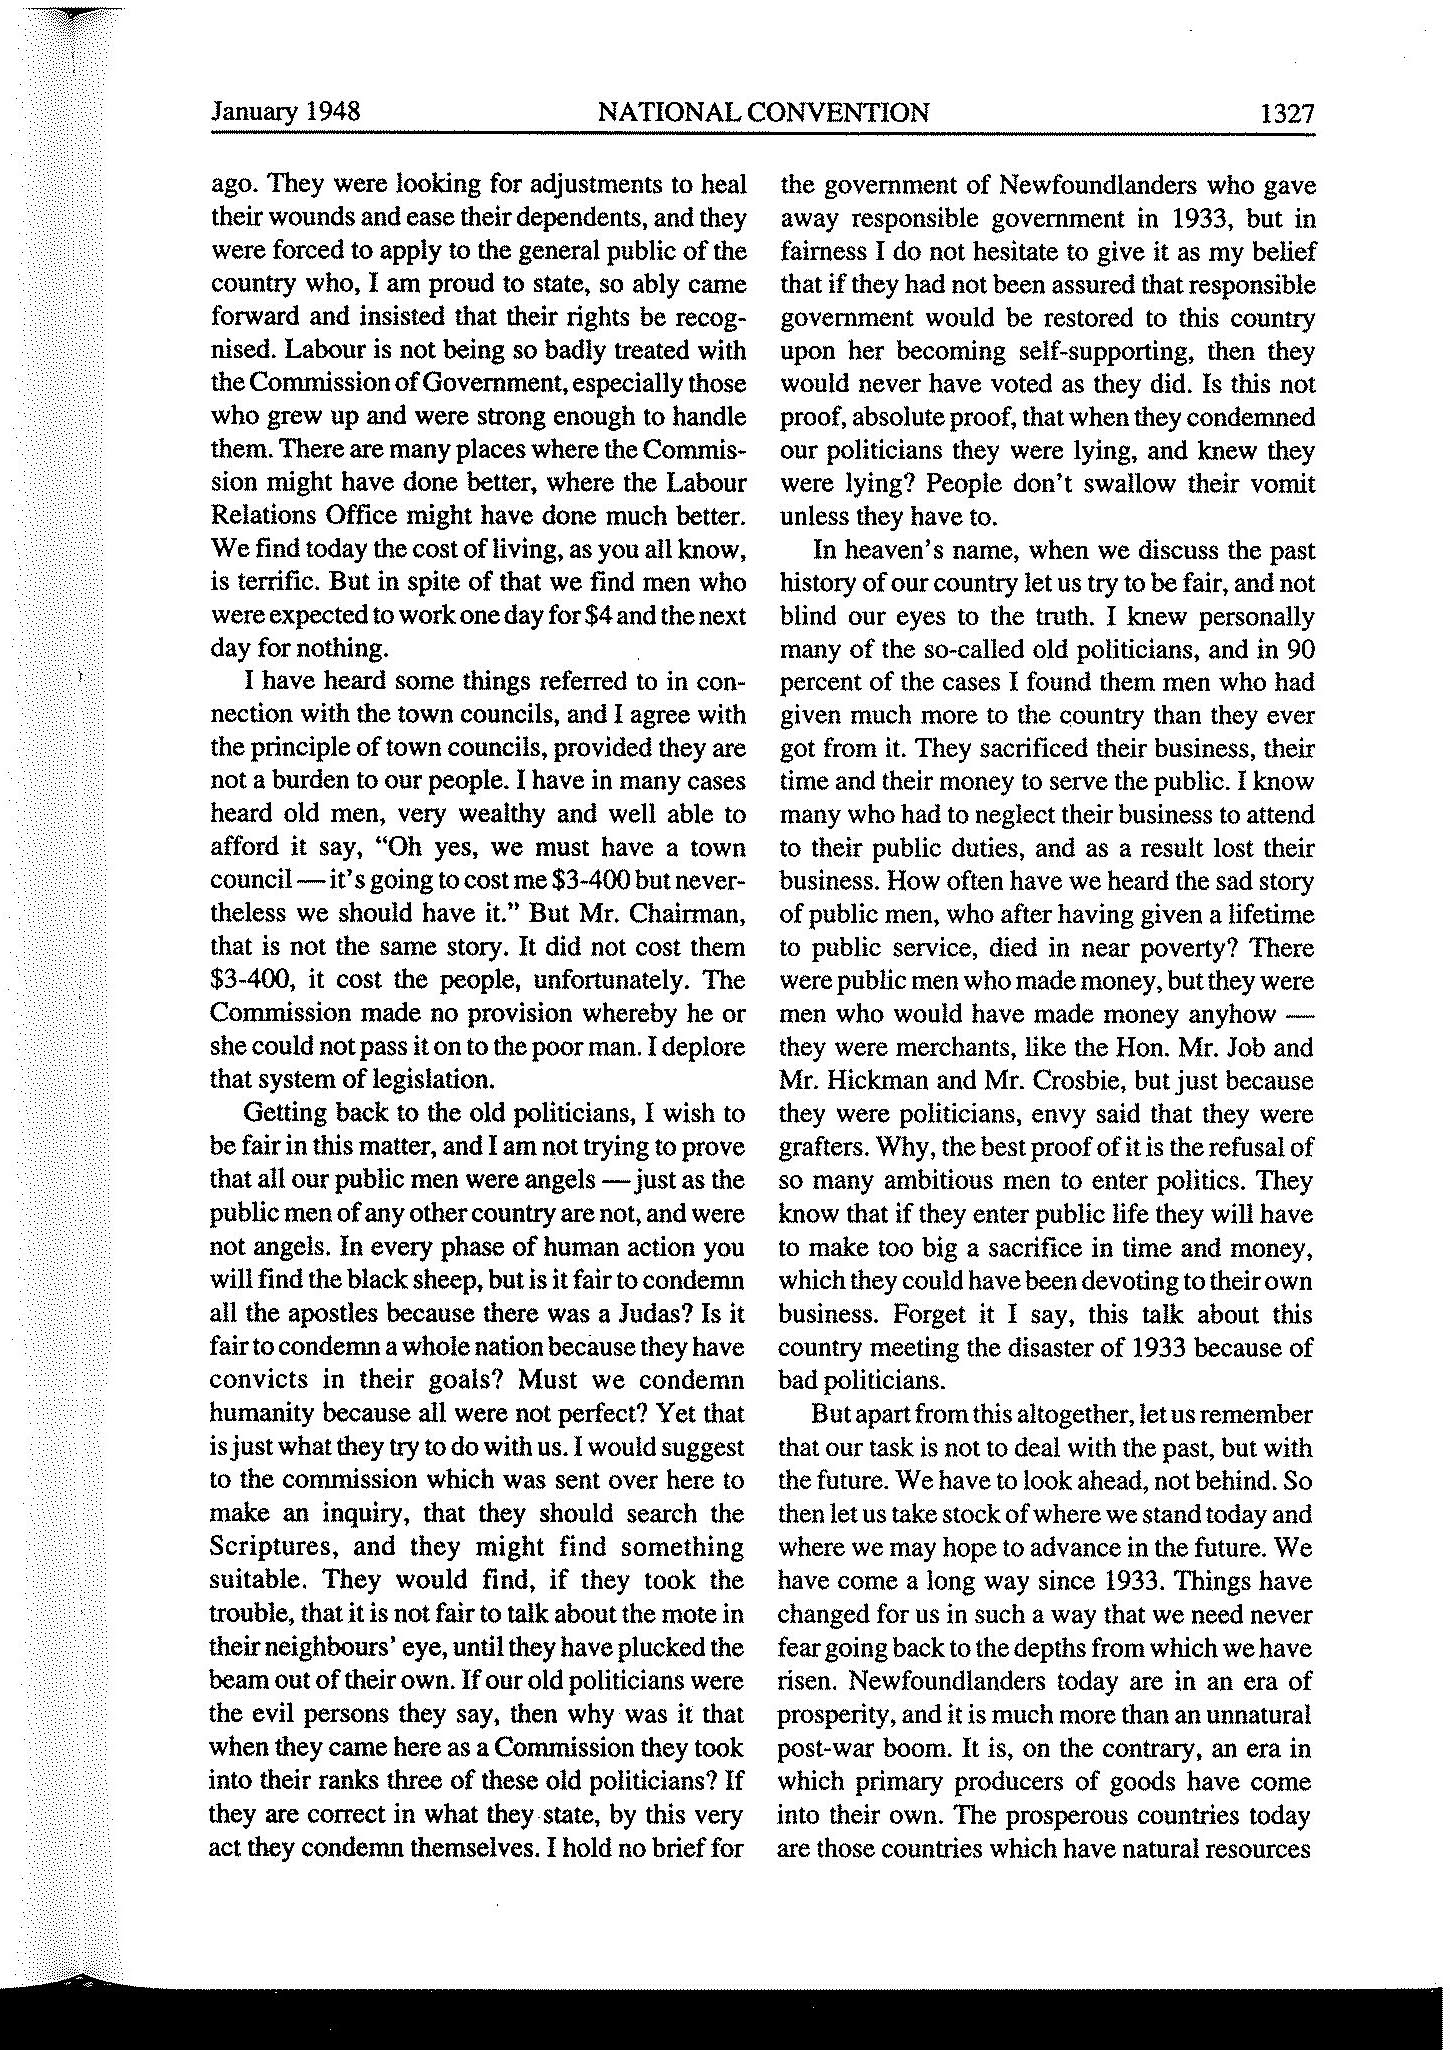 January 1948
NATIONAL CONVENTION
1327
ago. They were looking for adjustments to heal
their wounds and ease their dependents, and they
were forced to apply to the general public of the
country who, I am proud to state, so ably came
forward and insisted that their rights be recog-
nised. Labour is not being so badly treated with
the Commission of Government, especially those
who grew up and were strong enough to handle
them. There are many places where the Commis-
sion might have done better, where the Labour
Relations Office might have done much better.
We find today the cost of living, as you all know,
is terrific. But in spite of that we find men who
were expected to work one day for $4 and the next
day for nothing.
I have heard some things referred to in con-
nection with the town councils, and I agree with
the principle of town councils, provided they are
not a burden to our people. I have in many cases
heard old men, very wealthy and well able to
afford it say, "Oh yes, we must have a town
council — it's going to cost me $3-400 but never-
theless we should have it." But Mr. Chairman,
that is not the same story. It did not cost them
$3-400, it cost the people, unfortunately. The
Commission made no provision whereby he or
she could not pass it on to the poor man. I deplore
that system of legislation.
Getting back to the old politicians, I wish to
be fair in this matter, and I am not trying to prove
that all our public men were angels — just as the
public men of any other country are not, and were
not angels. In every phase of human action you
will find the black sheep, but is it fair to condemn
all the apostles because there was a Judas? Is it
fair to condemn a whole nation because they have
convicts in their goals? Must we condemn
humanity because all were not perfect? Yet that
is just what they try to do with us. I would suggest
to the commission which was sent over here to
make an inquiry, that they should search the
Scriptures, and they might find something
suitable. They would find, if they took the
trouble, that it is not fair to talk about the mote in
their neighbours' eye, until they have plucked the
beam out of their own. If our old politicians were
the evil persons they say, then why was it that
when they came here as a Commission they took
into their ranks three of these old politicians? If
they are correct in what they state, by this very
act they condemn themselves. I hold no brief for
the government of Newfoundlanders who gave
away responsible government in 1933, but in
fairness I do not hesitate to give it as my belief
that if they had not been assured that responsible
government would be restored to this country
upon her becoming self-supporting, then they
would never have voted as they did. Is this not
proof, absolute proof, that when they condemned
our politicians they were lying, and knew they
were lying? People don't swallow their vomit
unless they have to.
In heaven's name, when we discuss the past
history of our country let us try to be fair, and not
blind our eyes to the truth. I knew personally
many of the so-called old politicians, and in 90
percent of the cases I found them men who had
given much more to the country than they ever
got from it. They sacrificed their business, their
time and their money to serve the public. I know
many who had to neglect their business to attend
to their public duties, and as a result lost their
business. How often have we heard the sad story
of public men, who after having given a lifetime
to public service, died in near poverty? There
were public men who made money, but they were
men who would have made money anyhow —
they were merchants, like the Hon. Mr. Job and
Mr. Hickman and Mr. Crosbie, but just because
they were politicians, envy said that they were
grafters. Why, the best proof of it is the refusal of
so many ambitious men to enter politics. They
know that if they enter public life they will have
to make too big a sacrifice in time and money,
which they could have been devoting to their own
business. Forget it I say, this talk about this
country meeting the disaster of 1933 because of
bad politicians.
But apart from this altogether, let us remember
that our task is not to deal with the past, but with
the future. We have to look ahead, not behind. So
then let us take stock of where we stand today and
where we may hope to advance in the future. We
have come a long way since 1933. Things have
changed for us in such a way that we need never
fear going back to the depths from which we have
risen. Newfoundlanders today are in an era of
prosperity, and it is much more than an unnatural
post-war boom. It is, on the contrary, an era in
which primary producers of goods have come
into their own. The prosperous countries today
are those countries which have natural resources